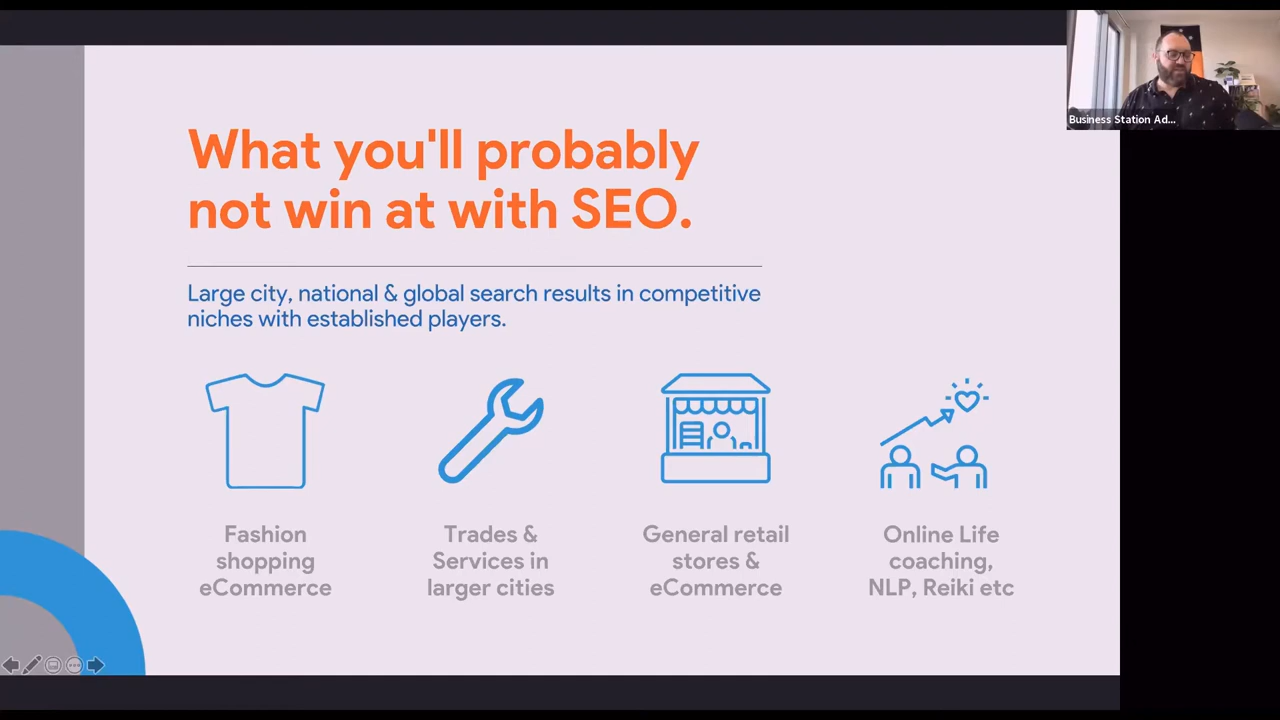 What you'll probably
not win at with SEO.
Large city, national & global search results in competitive
niches with established players.
Fashion
shopping
eCommerce
Trades &
Services in
larger cities
General retail
stores &
eCommerce
Online Life
coaching,
NLP, Reiki etc
Business Station Ad...